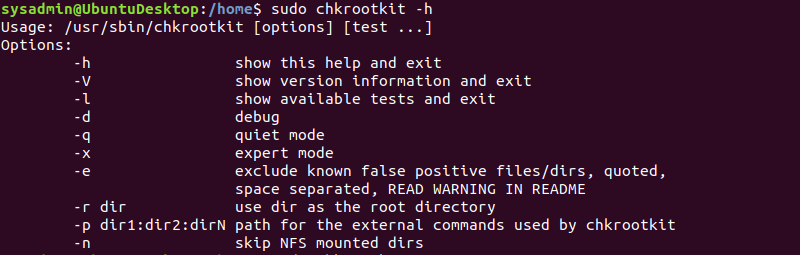 sysadmin@UbuntuDesktop:/home$ sudo chkrootkit -h
Usage: /usr/sbin/chkrootkit [options] [test ...]
Options:
-h show this help and exit
-V show version information and exit
-l show available tests and exit
-d debug
-q quiet mode
-x expert mode
-e exclude known false positive files/dirs, quoted,
space separated, READ WARNING IN README
-r dir use dir as the root directory
-p dir1:dir2:dirN path for the external commands used by chkrootkit
-n skip NFS mounted dirs